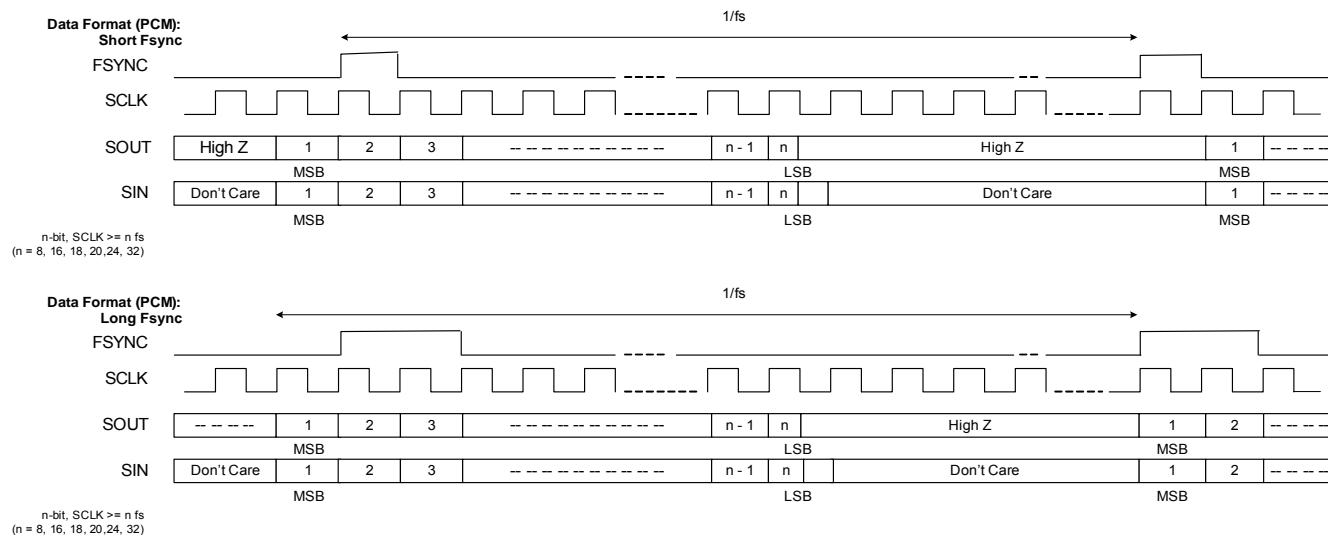 Data Format (PCM):
Short Fsync
1/fs
FSYNC
SCLK
SOUT High Z 1 2 3 -- -- -- -- -- -- -- -- -- n - 1 n High Z 1 -- -- -- --
MSB LSB MSB
SIN Don't Care 1 2 3 -- -- -- -- -- -- -- -- -- n - 1 n Don't Care 1 -- -- -- --
MSB LSB MSB
n-bit, SCLK >= n fs
(n = 8, 16, 18, 20,24, 32)
Data Format (PCM):
Long Fsync
1/fs
FSYNC
SCLK
SOUT -- -- -- -- 1 2 3 -- -- -- -- -- -- -- -- -- n - 1 n High Z 1 2 -- -- -- --
MSB LSB MSB
SIN Don't Care 1 2 3 -- -- -- -- -- -- -- -- -- n - 1 n Don't Care 1 2 -- -- -- --
MSB LSB MSB
n-bit, SCLK >= n fs
(n = 8, 16, 18, 20,24, 32)